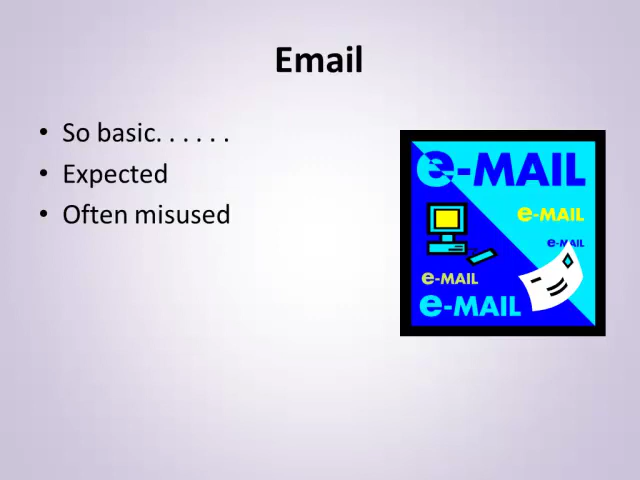 Email
• So basic. . . . . .
• Expected
• Often misused
e-MAIL
e-MAIL
e-MAIL
e-MAIL
e-MAIL